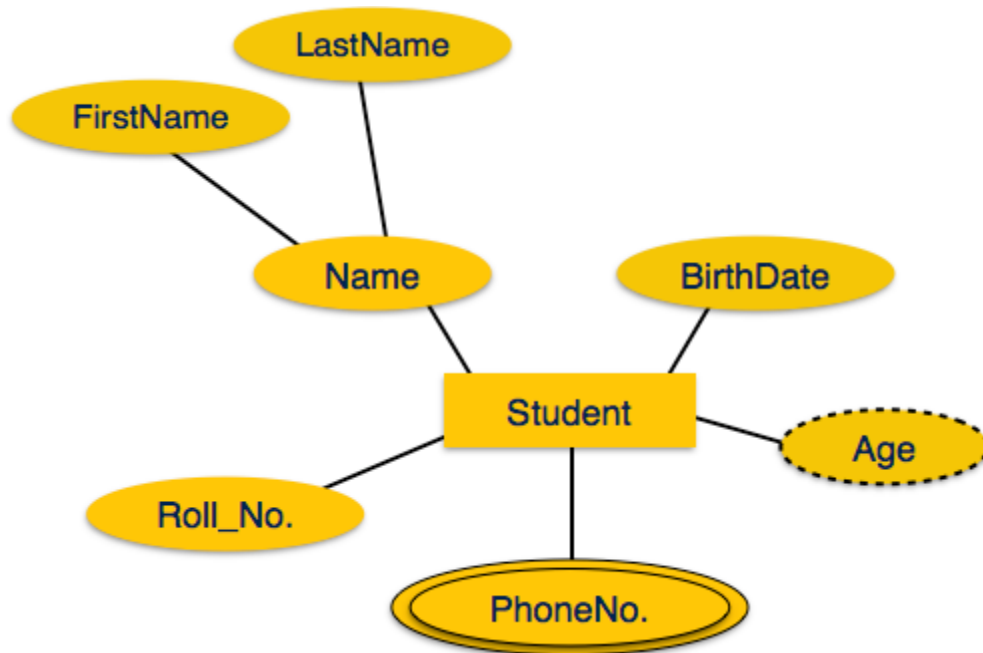 LastName
FirstName
Name
BirthDate
Student
Age
Roll_No.
PhoneNo.